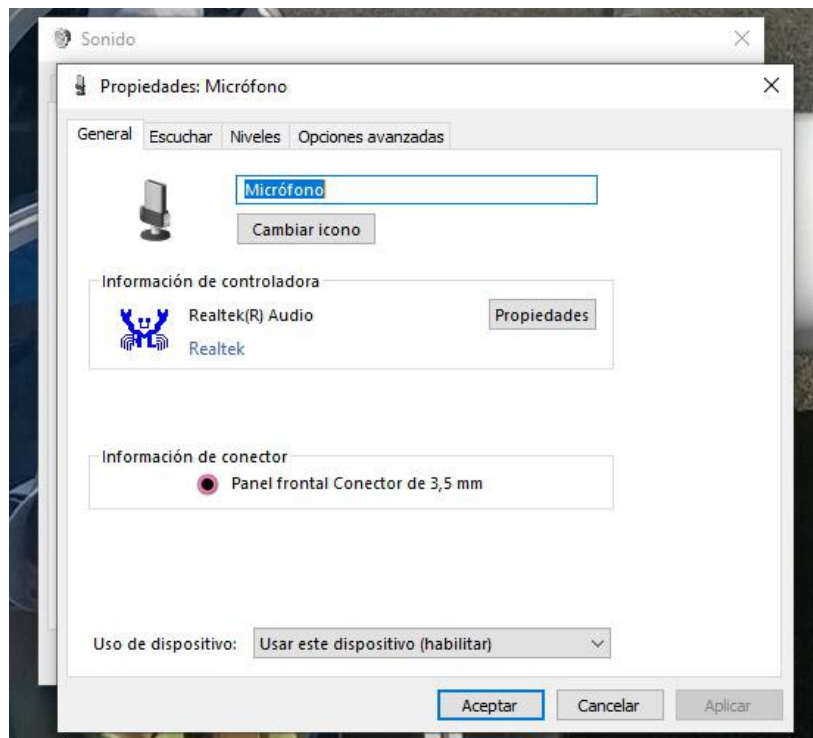 Sonido
Propiedades: Micrófono
General Escuchar Niveles Opciones avanzadas
Micrófono
Cambiar icono
Información de controladora
Realtek(R) Audio
Propiedades
Realtek
Información de conector
Panel frontal Conector de 3,5 mm
Uso de dispositivo: Usar este dispositivo (habilitar)
Aceptar Cancelar Aplicar